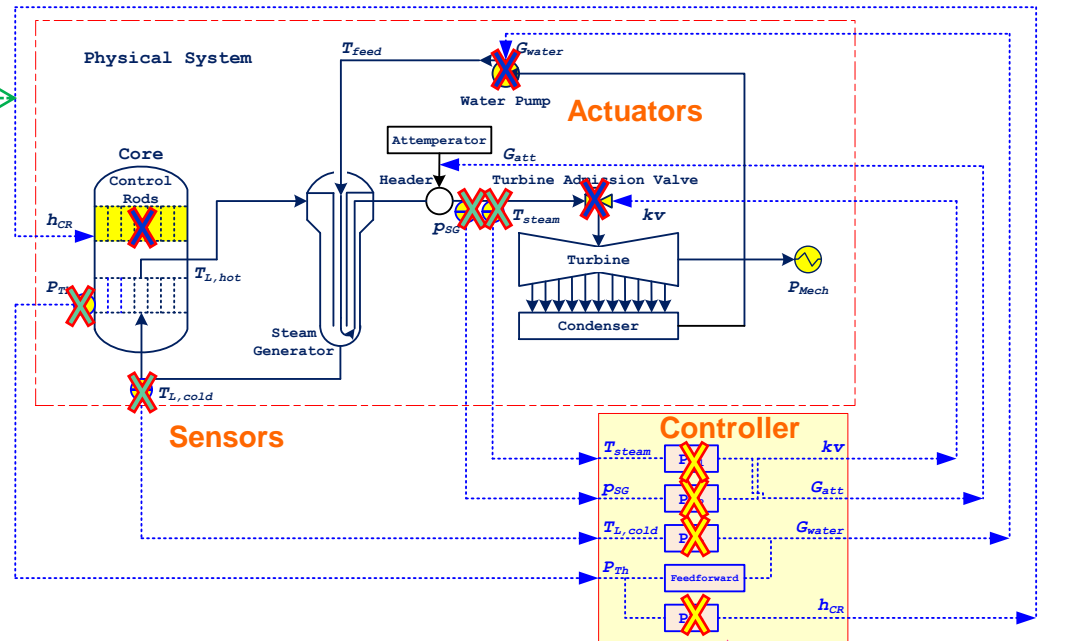 Physical System
T_feed
G_water
Water Pump
Actuators
Attemperator
G_att
Core
Control
Rods
Header
Turbine Admission Valve
h_CR
p_SG
T_steam
kv
T_L,hot
Turbine
P_Mech
Condenser
Steam
Generator
T_L,cold
Sensors
Controller
T_steam
kv
p_SG
G_att
T_L,cold
G_water
P_Th
Feedforward
h_CR